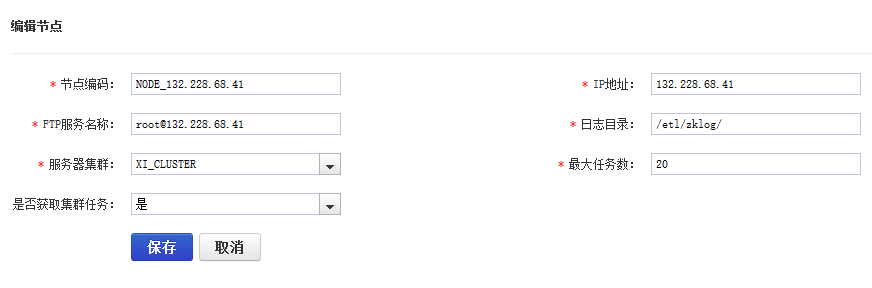 编辑节点
* 节点编码： NODE_132.228.68.41 * IP地址： 132.228.68.41
* FTP服务名称： root@132.228.68.41 * 日志目录： /etl/zklog/
* 服务器集群： XI_CLUSTER * 最大任务数： 20
是否获取集群任务： 是
保存 取消